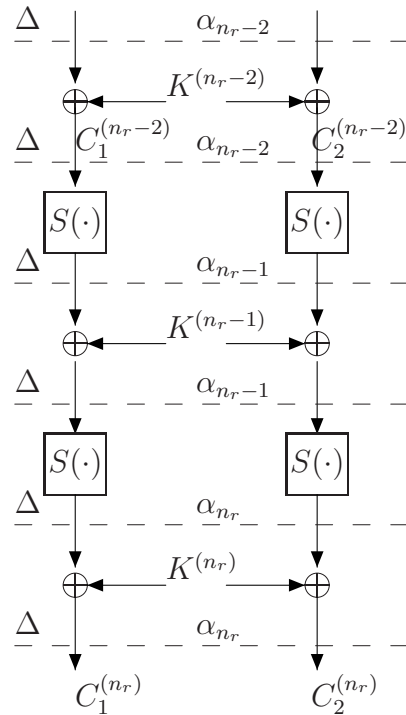 Δ α_{n_r−2}
K^{(n_r−2)}
C_1^{(n_r−2)} C_2^{(n_r−2)}
Δ α_{n_r−2}
S(·) S(·)
Δ α_{n_r−1}
K^{(n_r−1)}
Δ α_{n_r−1}
S(·) S(·)
Δ α_{n_r}
K^{(n_r)}
Δ α_{n_r}
C_1^{(n_r)} C_2^{(n_r)}